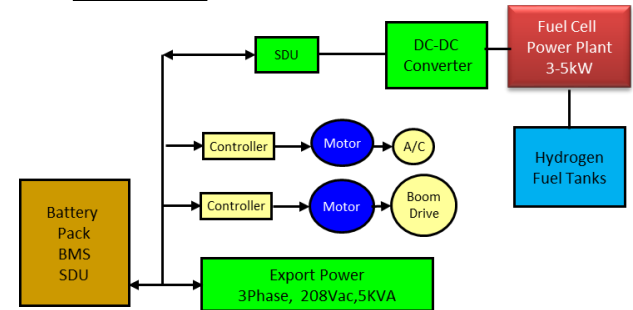 Fuel Cell
Power Plant
3-5kW
DC-DC
Converter
SDU
Hydrogen
Fuel Tanks
Controller
Motor
A/C
Controller
Motor
Boom
Drive
Battery
Pack
BMS
SDU
Export Power
3Phase, 208Vac,5KVA